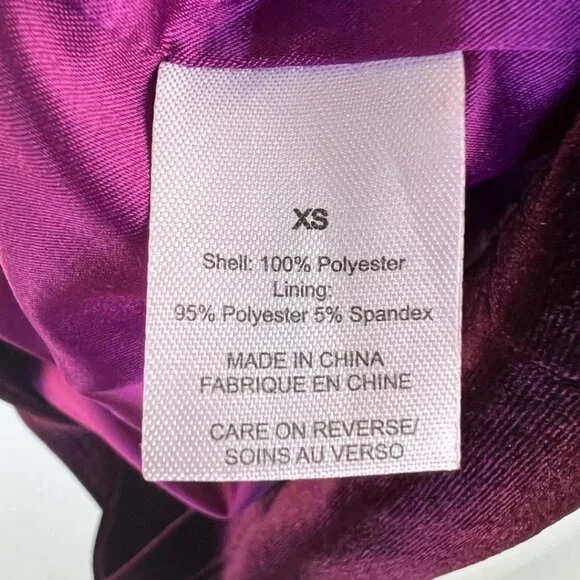 XS
Shell: 100% Polyester
Lining:
95% Polyester 5% Spandex
MADE IN CHINA
FABRIQUE EN CHINE
CARE ON REVERSE/
SOINS AU VERSO